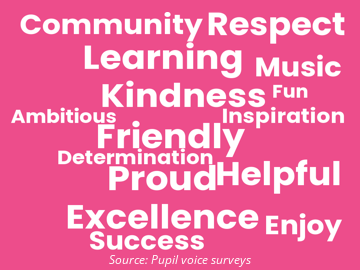 Community Respect
Learning
Music
Kindness Fun
Ambitious Inspiration
Friendly
Determination
Proud Helpful
Excellence
Enjoy
Success
Source: Pupil voice surveys